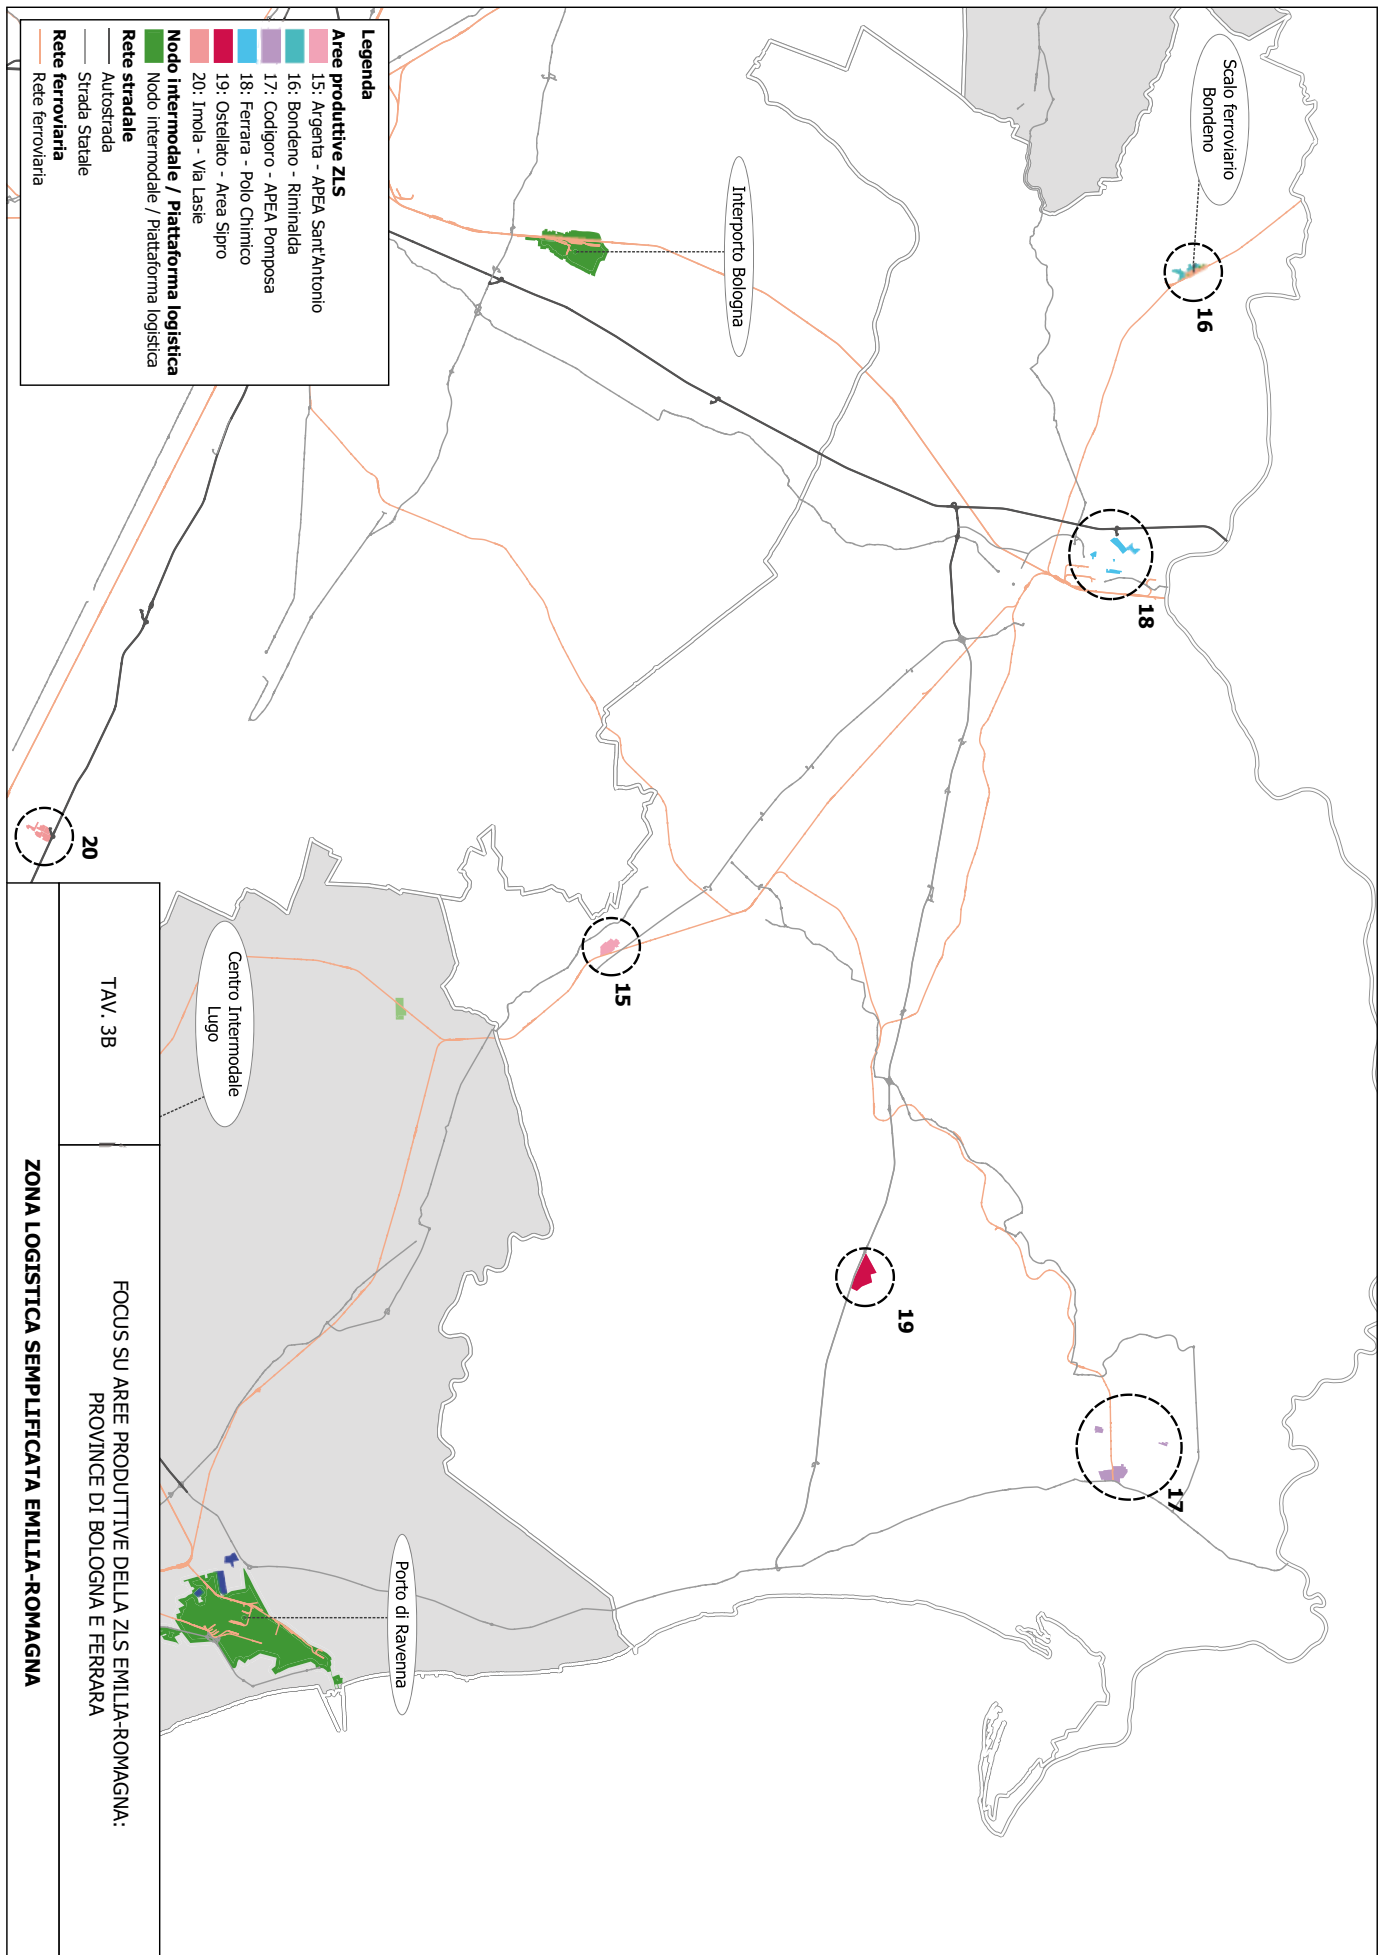 Scalo ferroviario
Bondeno
16
18
Interporto Bologna
15
17
19
20
Centro Intermodale
Lugo
Porto di Ravenna
Legenda
Aree produttive ZLS
15: Argenta - APEA Sant'Antonio
16: Bondeno - Riminalda
17: Codigoro - APEA Pomposa
18: Ferrara - Polo Chimico
19: Ostellato - Area Sipro
20: Imola - Via Lasie
Nodo intermodale / Piattaforma logistica
Nodo intermodale / Piattaforma logistica
Rete stradale
Autostrada
Strada Statale
Rete ferroviaria
Rete ferroviaria
TAV. 3B
FOCUS SU AREE PRODUTTIVE DELLA ZLS EMILIA-ROMAGNA:
PROVINCE DI BOLOGNA E FERRARA
ZONA LOGISTICA SEMPLIFICATA EMILIA-ROMAGNA